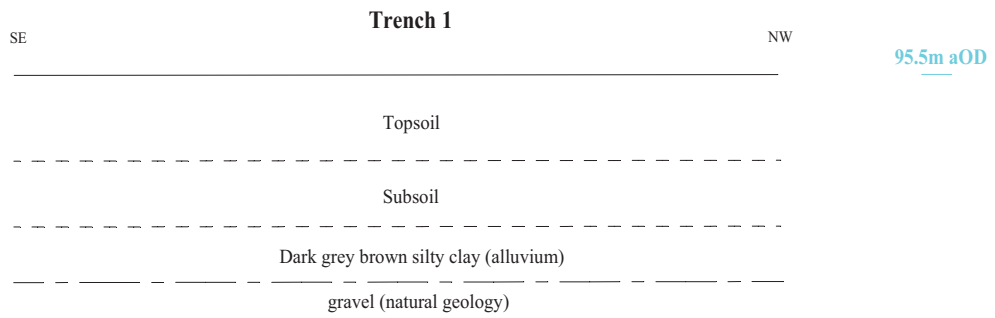 Trench 1
SE
NW
95.5m aOD
Topsoil
Subsoil
Dark grey brown silty clay (alluvium)
gravel (natural geology)